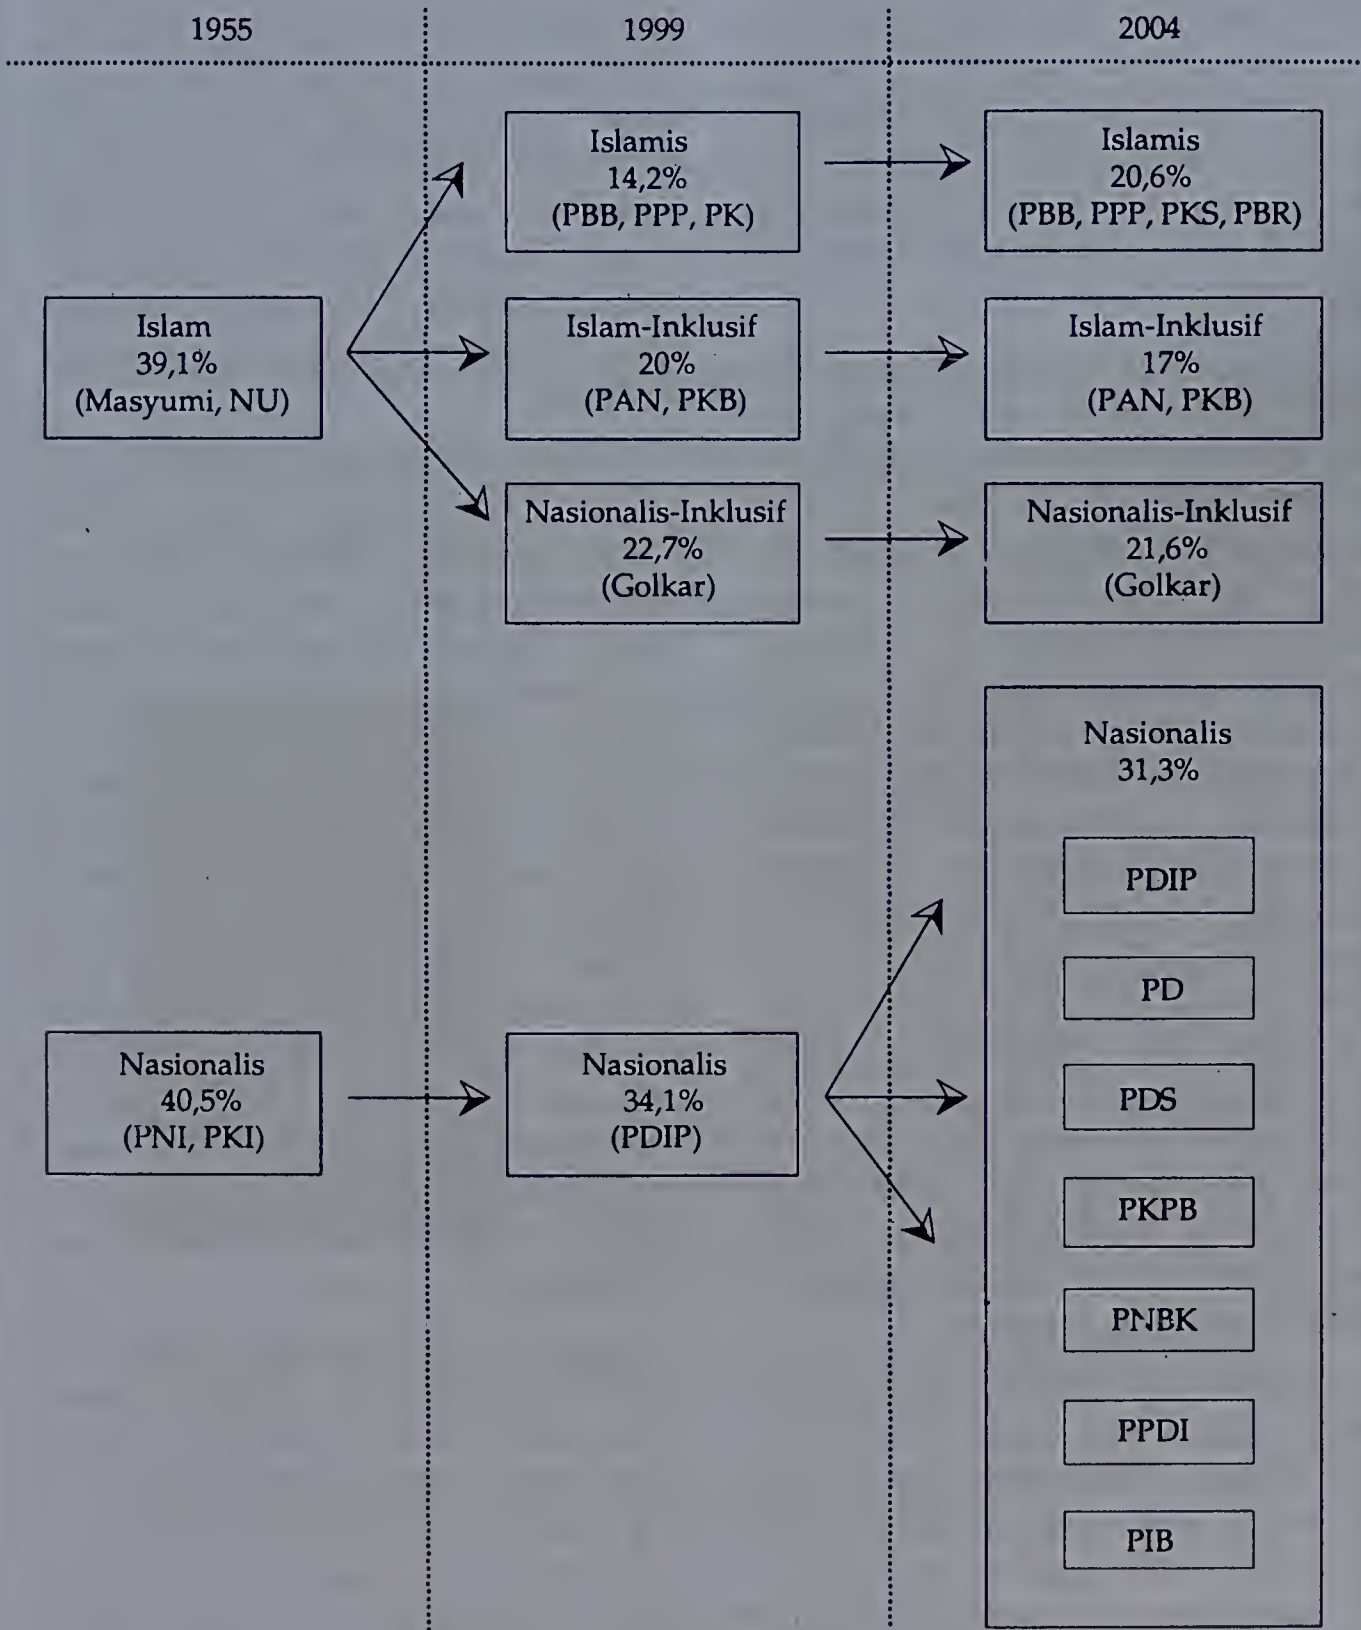 1955
1999
2004
Islamis
14,2%
(PBB, PPP, PK)
Islamis
20,6%
(PBB, PPP, PKS, PBR)
Islam
39,1%
(Masyumi, NU)
Islam-Inklusif
20%
(PAN, PKB)
Islam-Inklusif
17%
(PAN, PKB)
Nasionalis-Inklusif
22,7%
(Golkar)
Nasionalis-Inklusif
21,6%
(Golkar)
Nasionalis
40,5%
(PNI, PKI)
Nasionalis
34,1%
(PDIP)
Nasionalis
31,3%
PDIP
PD
PDS
PKPB
PNBK
PPDI
PIB